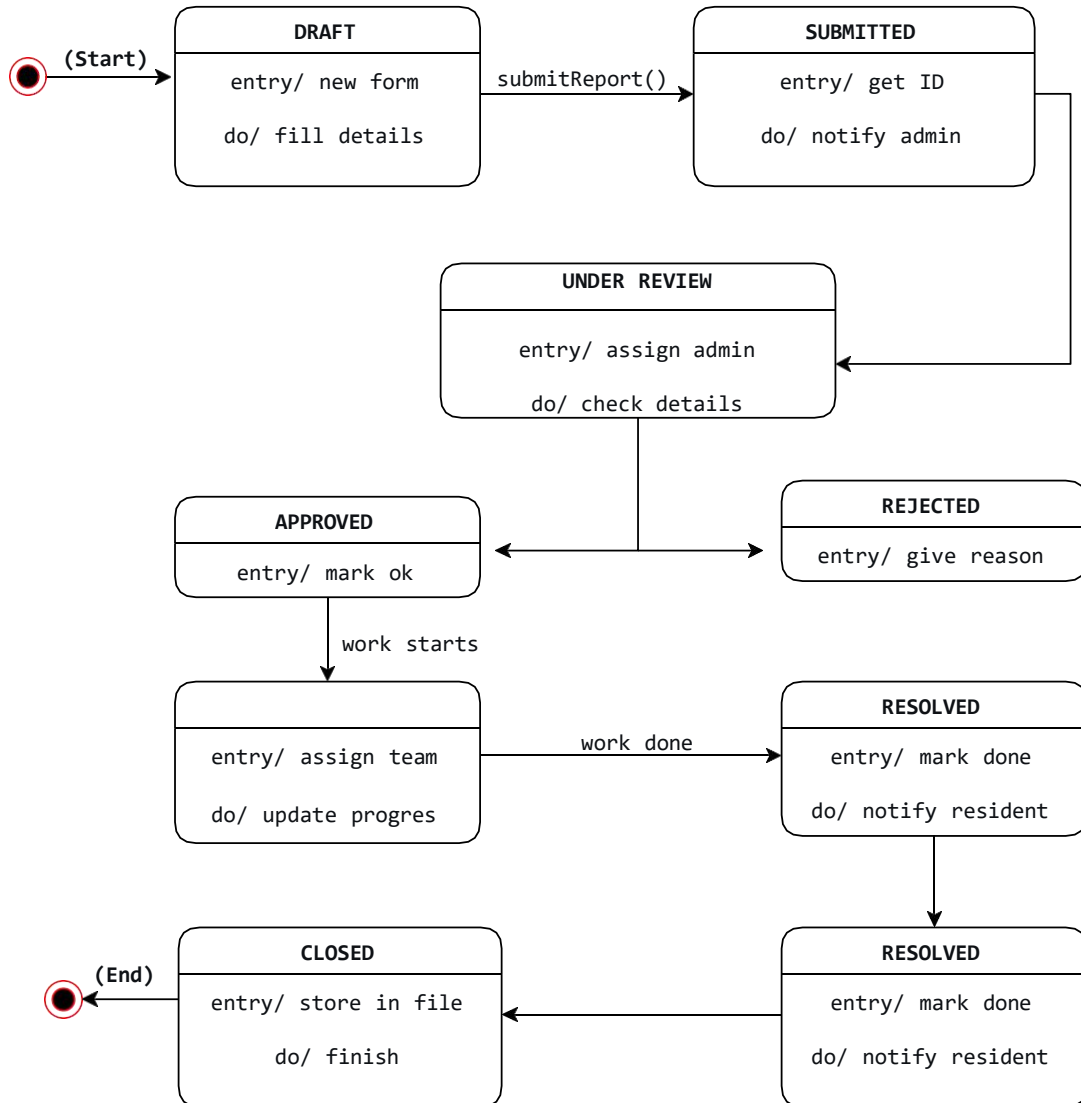 (Start)
DRAFT
entry/ new form
do/ fill details
submitReport()
SUBMITTED
entry/ get ID
do/ notify admin
UNDER REVIEW
entry/ assign admin
do/ check details
APPROVED
entry/ mark ok
REJECTED
entry/ give reason
work starts
entry/ assign team
do/ update progres
work done
RESOLVED
entry/ mark done
do/ notify resident
RESOLVED
entry/ mark done
do/ notify resident
CLOSED
entry/ store in file
do/ finish
(End)